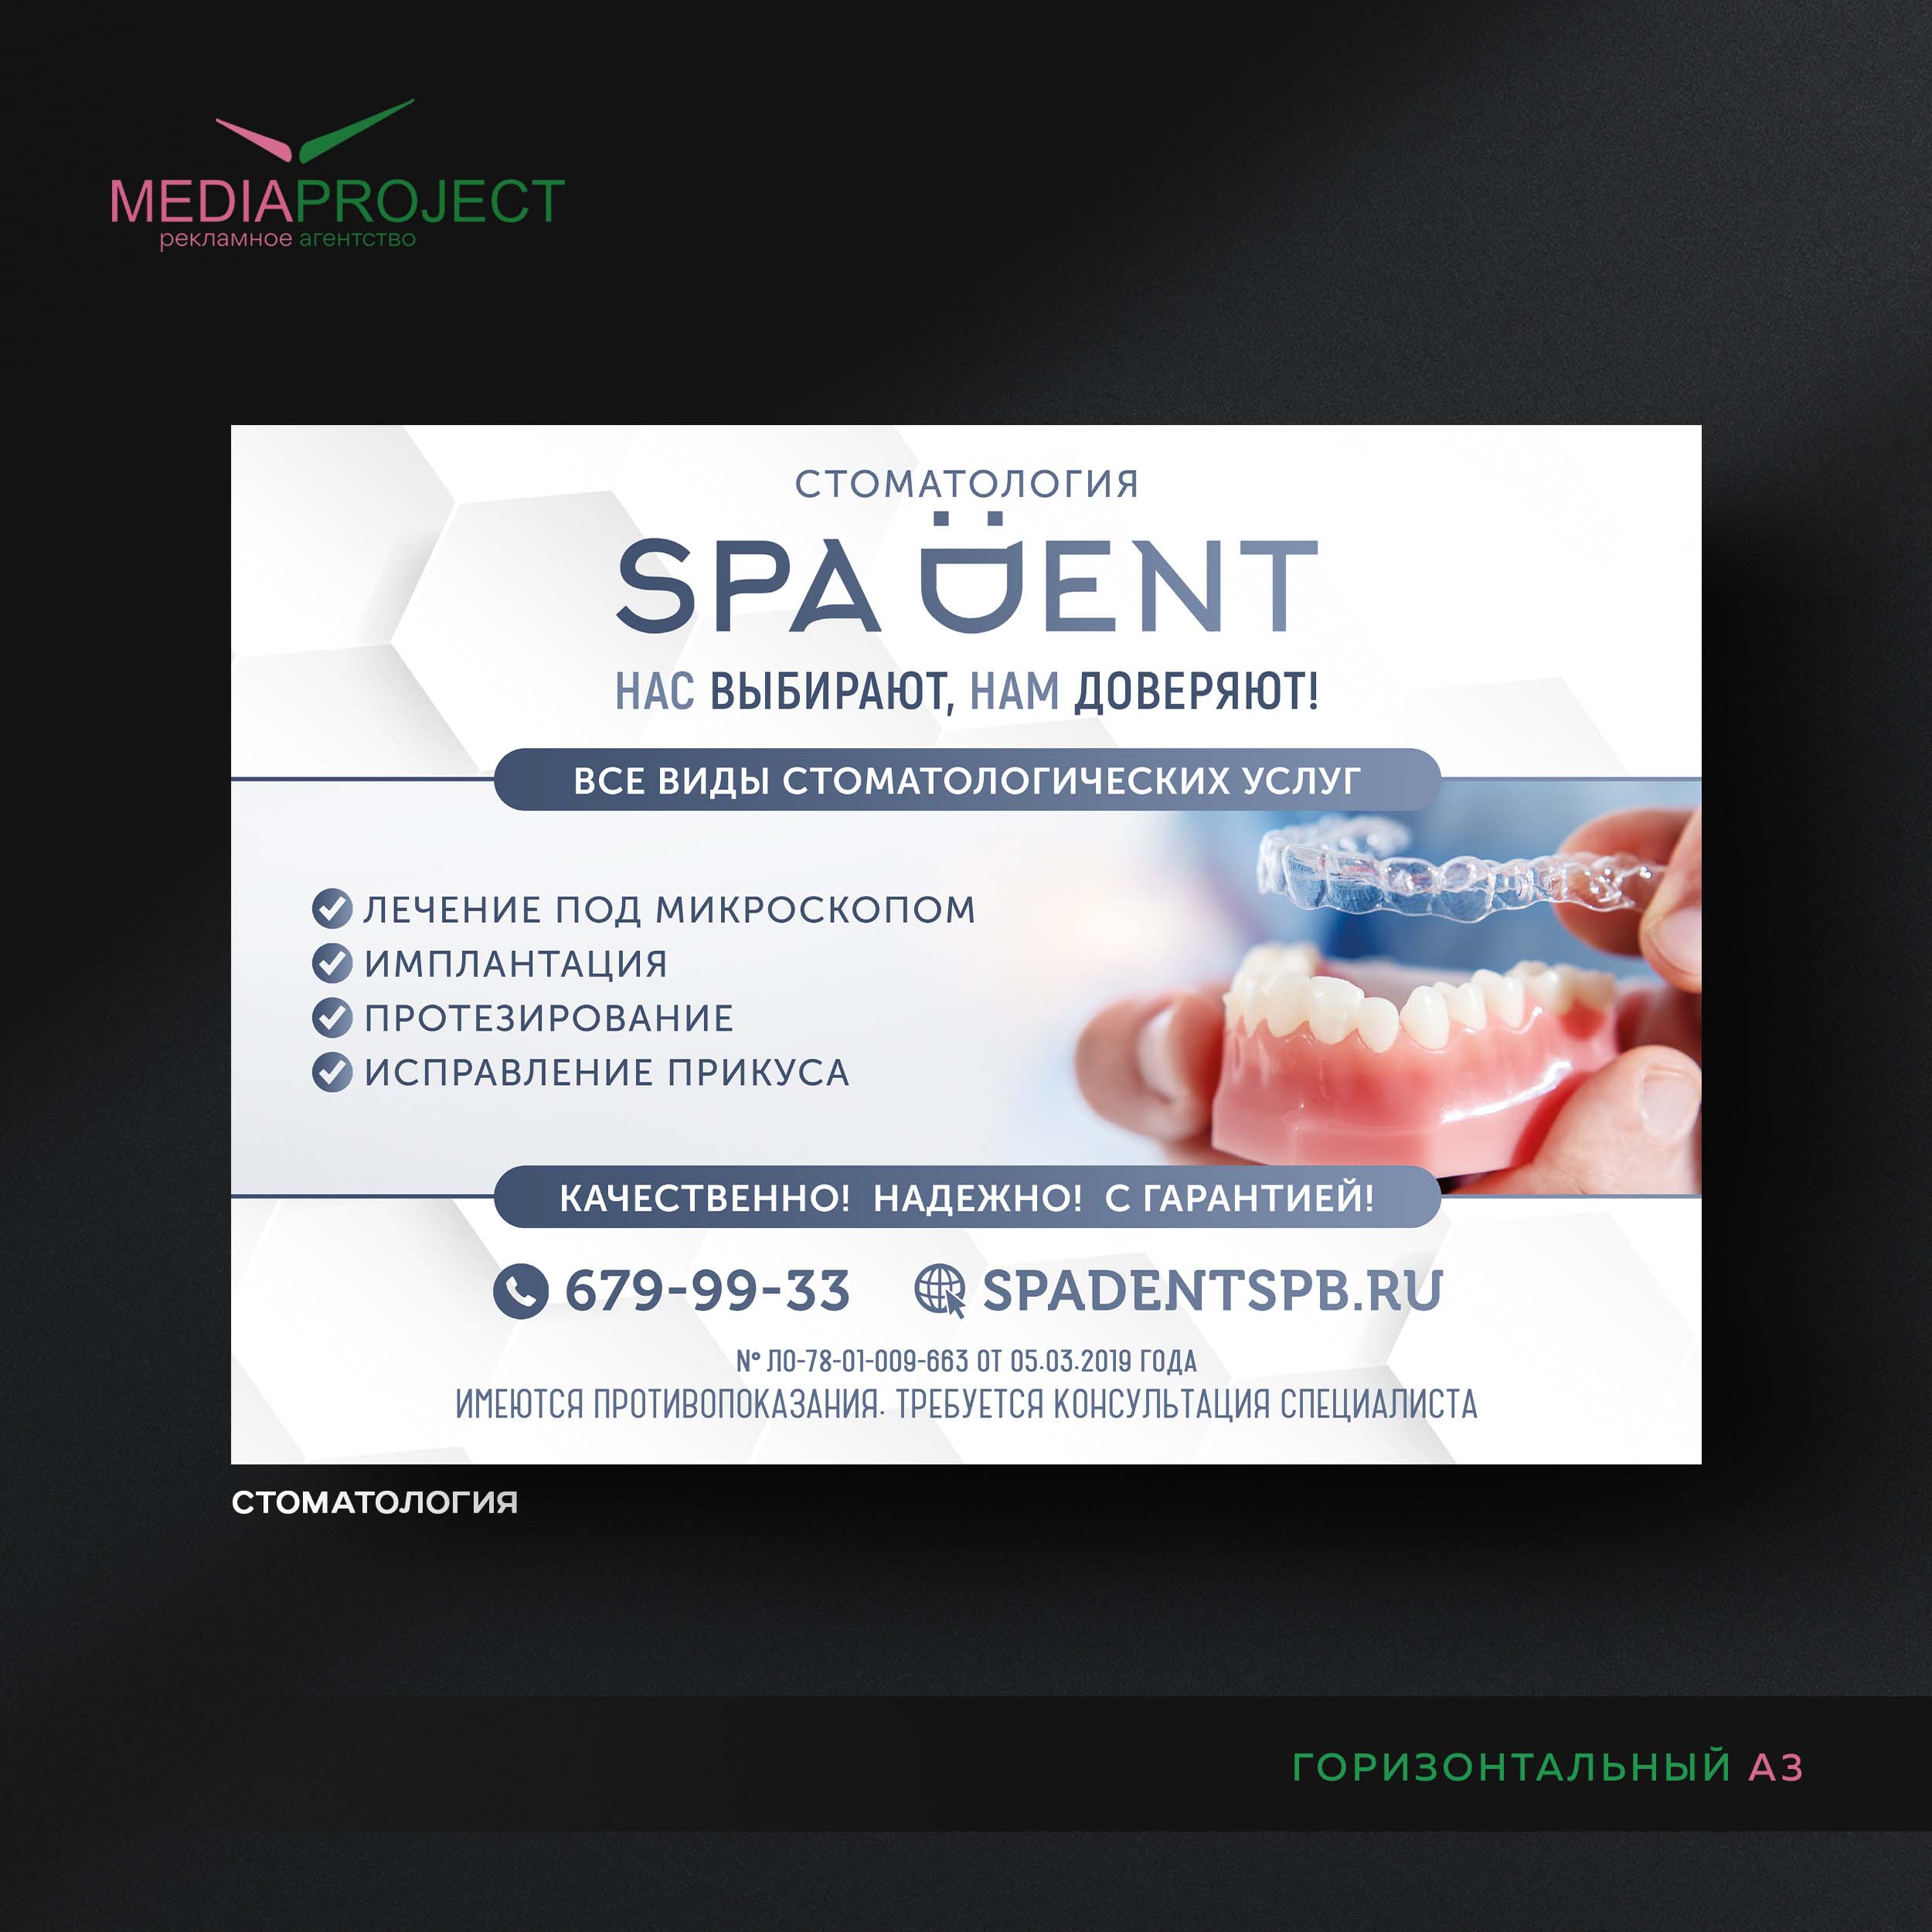 MEDIAPROJECT
рекламное агентство
СТОМАТОЛОГИЯ
SPA DENT
НАС ВЫБИРАЮТ, НАМ ДОВЕРЯЮТ!
ВСЕ ВИДЫ СТОМАТОЛОГИЧЕСКИХ УСЛУГ
ЛЕЧЕНИЕ ПОД МИКРОСКОПОМ
ИМПЛАНТАЦИЯ
ПРОТЕЗИРОВАНИЕ
ИСПРАВЛЕНИЕ ПРИКУСА
КАЧЕСТВЕННО! НАДЕЖНО! С ГАРАНТИЕЙ!
679-99-33 SPADENTSPB.RU
№ ЛО-78-01-009-663 ОТ 05.03.2019 ГОДА
ИМЕЮТСЯ ПРОТИВОПОКАЗАНИЯ. ТРЕБУЕТСЯ КОНСУЛЬТАЦИЯ СПЕЦИАЛИСТА
СТОМАТОЛОГИЯ
ГОРИЗОНТАЛЬНЫЙ А3